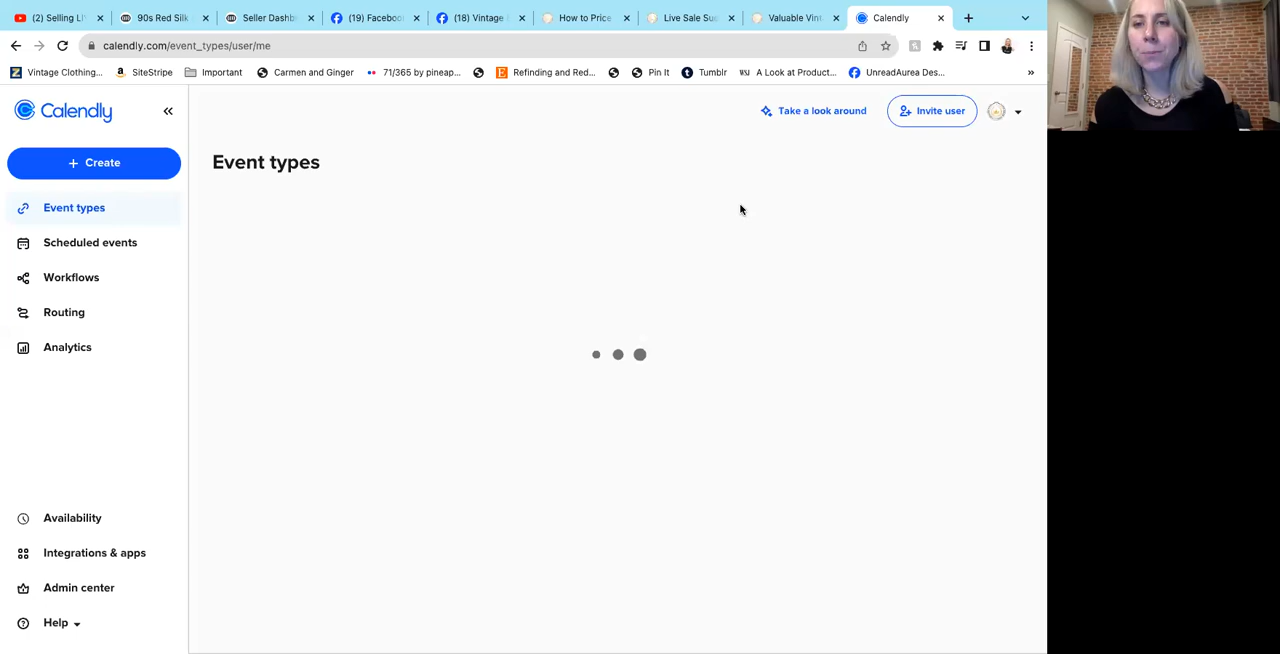 (2) Selling Li
90s Red Silk
Seller Dashb
(19) Faceboo
(18) Vintage
How to Price
Live Sale Su
Valuable Vint
Calendly
calendly.com/event_types/user/me
Vintage Clothing...
SiteStripe
Important
Carmen and Ginger
71/365 by pineap...
Refinding and Red...
Pin It
Tumblr
WSJ A Look at Product...
UnreadAurea Des...
»
Calendly
Take a look around
Invite user
+ Create
Event types
Event types
Scheduled events
Workflows
Routing
Analytics
Availability
Integrations & apps
Admin center
Help